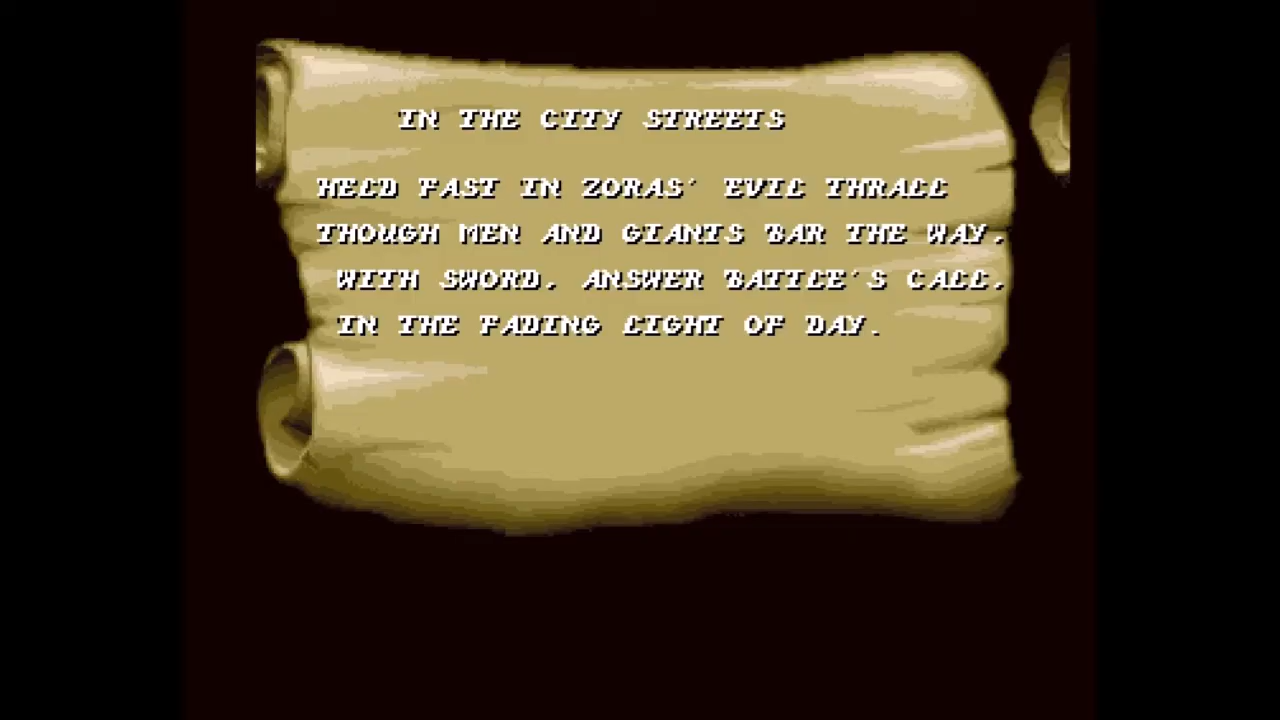 IN THE CITY STREETS
HELD FAST IN ZORAS' EVIL THRALL
THOUGH MEN AND GIANTS BAR THE WAY.
WITH SWORD. ANSWER BATTLE'S CALL.
IN THE FADING LIGHT OF DAY.